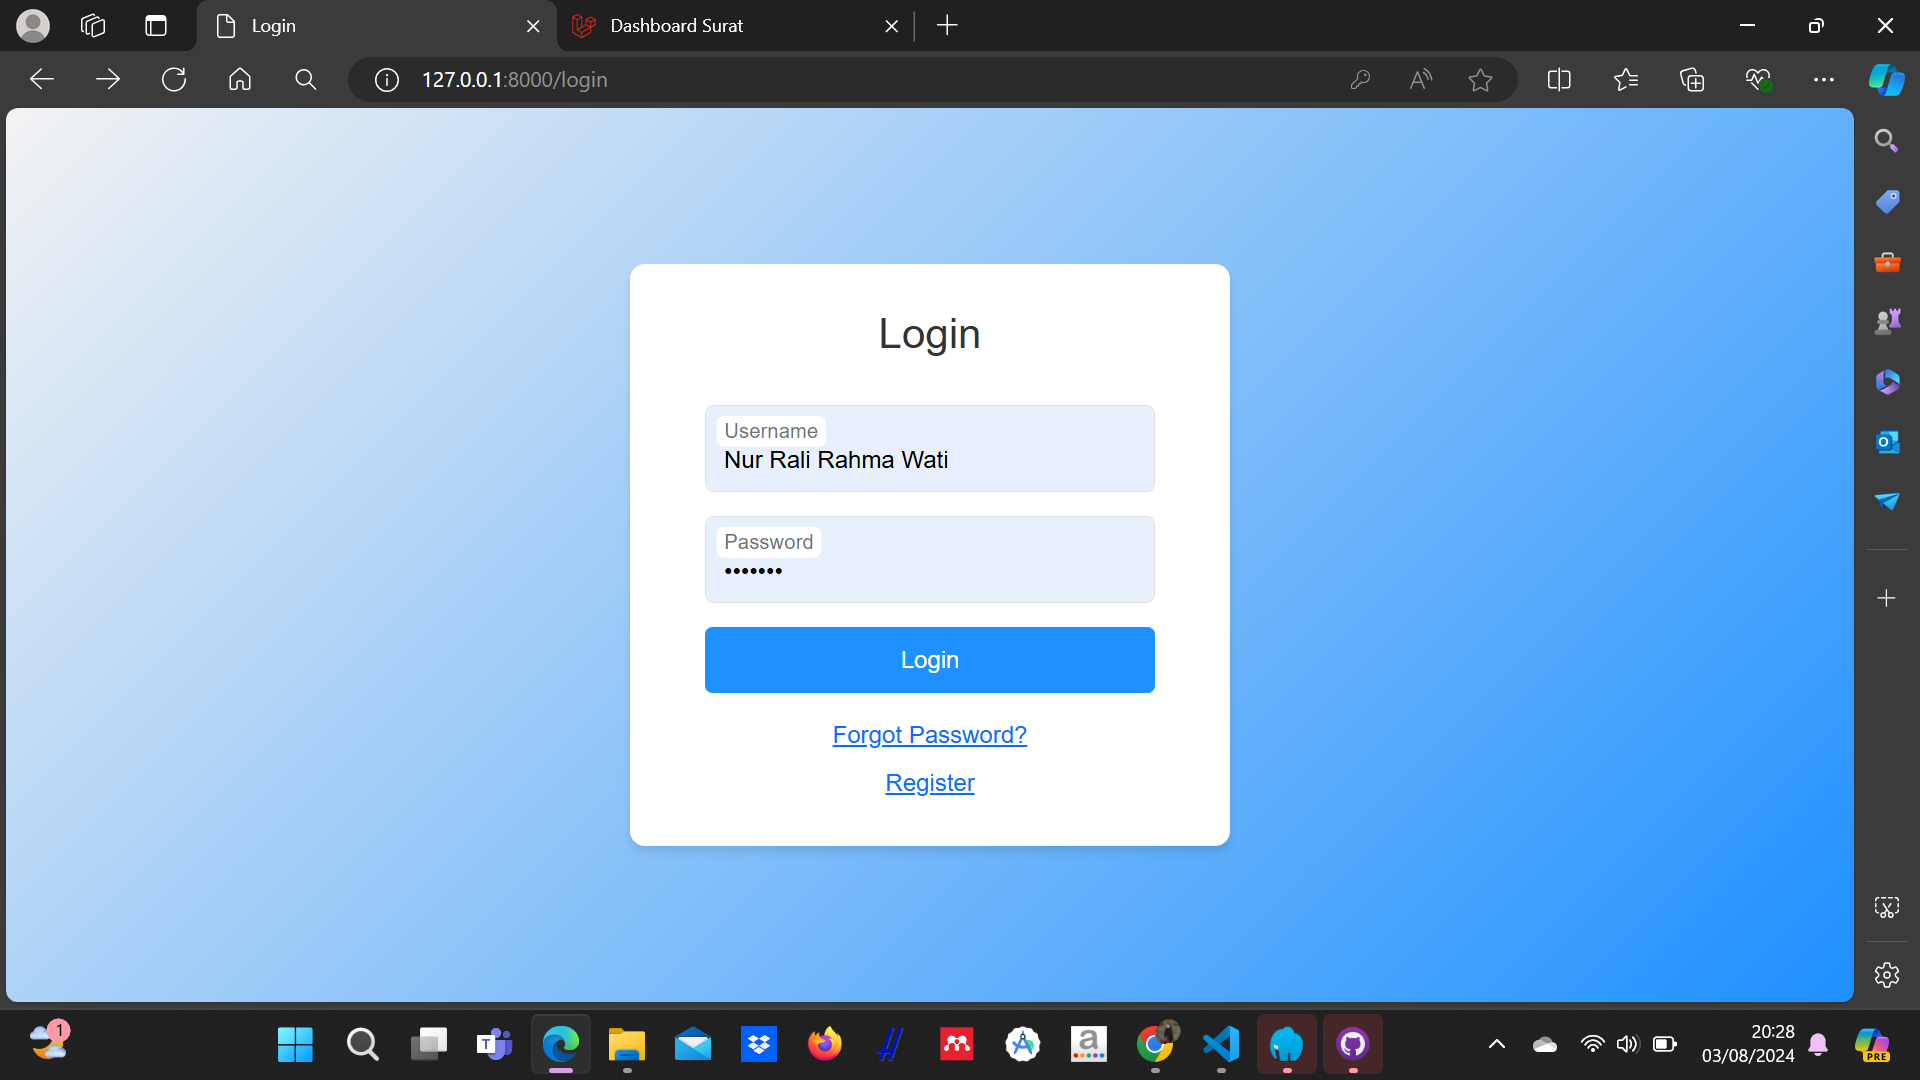 Login
Dashboard Surat
127.0.0.1:8000/login
Login
Username
Nur Rali Rahma Wati
Password
•••••••
Login
Forgot Password?
Register
1
T
a
20:28
03/08/2024
PRE